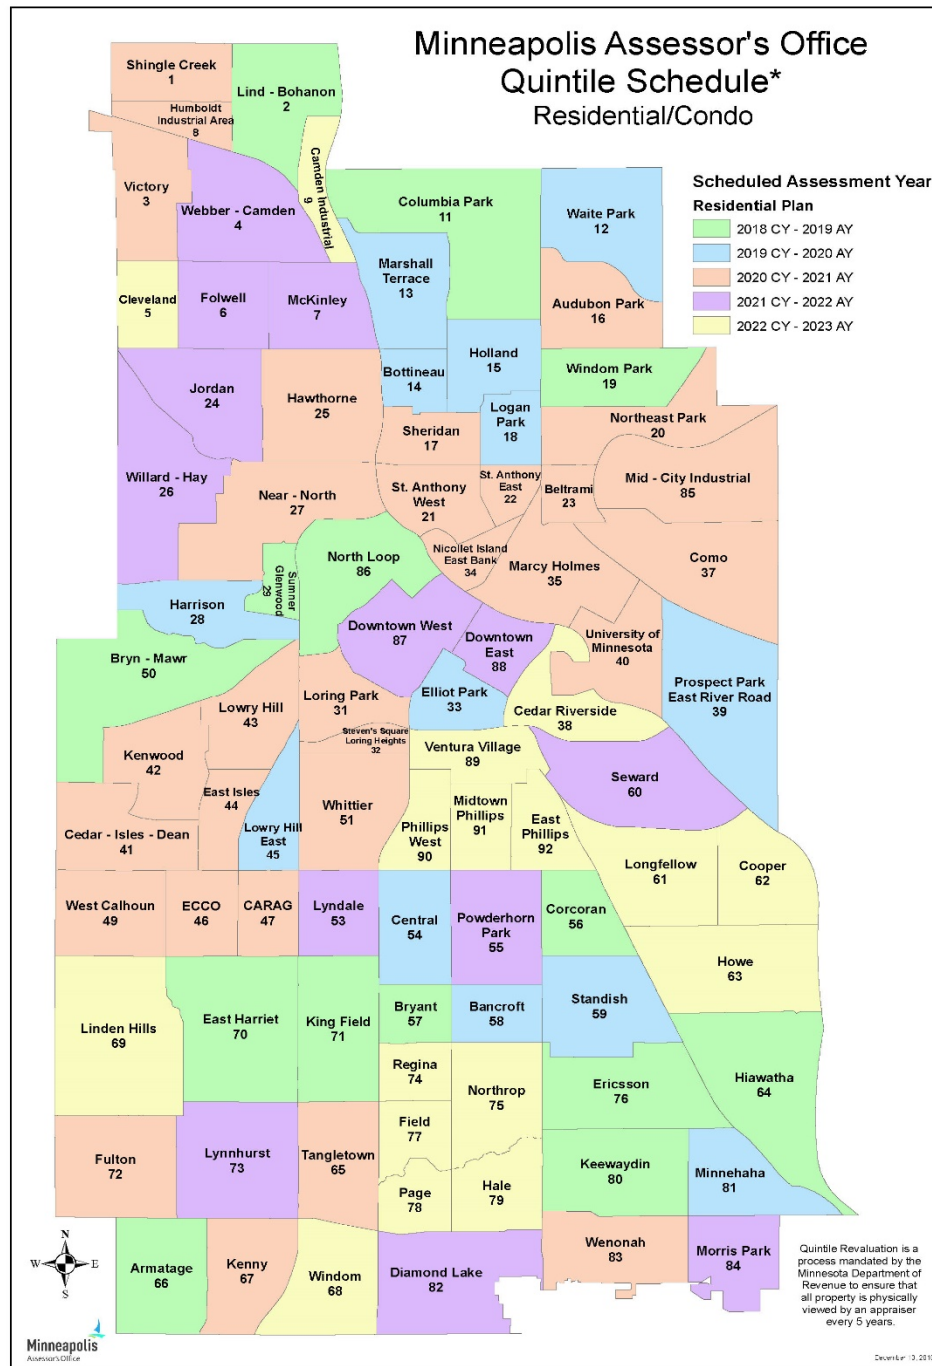 Minneapolis Assessor's Office
Quintile Schedule*
Residential/Condo
Scheduled Assessment Year
Residential Plan
2018 CY - 2019 AY
2019 CY - 2020 AY
2020 CY - 2021 AY
2021 CY - 2022 AY
2022 CY - 2023 AY
Shingle Creek
1
Lind - Bohanon
2
Humboldt
Industrial Area
8
Victory
3
Webber - Camden
4
Camden Industrial
9
Columbia Park
11
Waite Park
12
Marshall
Terrace
13
Cleveland
5
Folwell
6
McKinley
7
Audubon Park
16
Holland
15
Bottineau
14
Windom Park
19
Jordan
24
Hawthorne
25
Logan
Park
18
Sheridan
17
Northeast Park
20
Willard - Hay
26
Near - North
27
St. Anthony
West
21
St. Anthony
East
22
Beltrami
23
Mid - City Industrial
85
North Loop
86
Nicollet Island
East Bank
34
Marcy Holmes
35
Como
37
Sumner
Glenwood
29
Harrison
28
Downtown West
87
Downtown
East
88
University of
Minnesota
40
Bryn - Mawr
50
Prospect Park
East River Road
39
Loring Park
31
Elliot Park
33
Cedar Riverside
38
Lowry Hill
43
Steven's Square
Loring Heights
32
Ventura Village
89
Kenwood
42
Seward
60
East Isles
44
Whittier
51
Midtown
Phillips
91
Cedar - Isles - Dean
41
Lowry Hill
East
45
Phillips
West
90
East
Phillips
92
Longfellow
61
Cooper
62
West Calhoun
49
ECCO
46
CARAG
47
Lyndale
53
Central
54
Powderhorn
Park
55
Corcoran
56
Howe
63
Linden Hills
69
East Harriet
70
King Field
71
Bryant
57
Bancroft
58
Standish
59
Regina
74
Northrop
75
Ericsson
76
Hiawatha
64
Field
77
Fulton
72
Lynnhurst
73
Tangletown
65
Keewaydin
80
Minnehaha
81
Page
78
Hale
79
Wenonah
83
Morris Park
84
Armatage
66
Kenny
67
Windom
68
Diamond Lake
82
N
W E
S
Quintile Revaluation is a
process mandated by the
Minnesota Department of
Revenue to ensure that
all property is physically
viewed by an appraiser
every 5 years.
Minneapolis
Assessor's Office